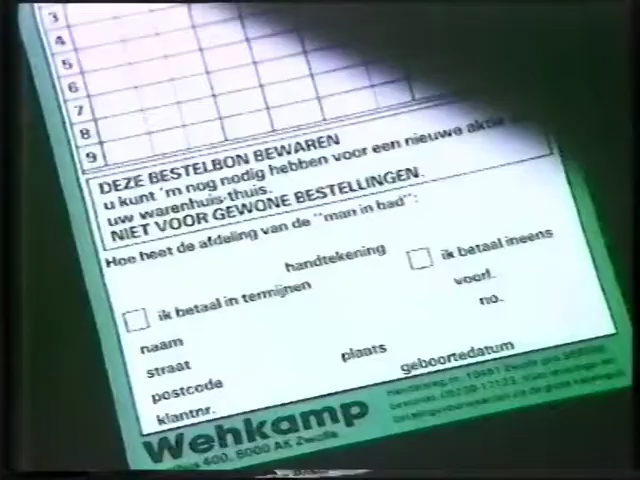 3
4
5
6
7
8
9
DEZE BESTELBON BEWAREN
u kunt 'm nog nodig hebben voor een nieuwe aktie
uw warenhuis-thuis.
NIET VOOR GEWONE BESTELLINGEN.
Hoe heet de afdeling van de "man in bad":
handtekening
ik betaal in termijnen
ik betaal ineens
naam
voorl.
straat
no.
postcode
plaats
klantnr.
geboortedatum
Wehkamp
400, 8000 AK Zwolle